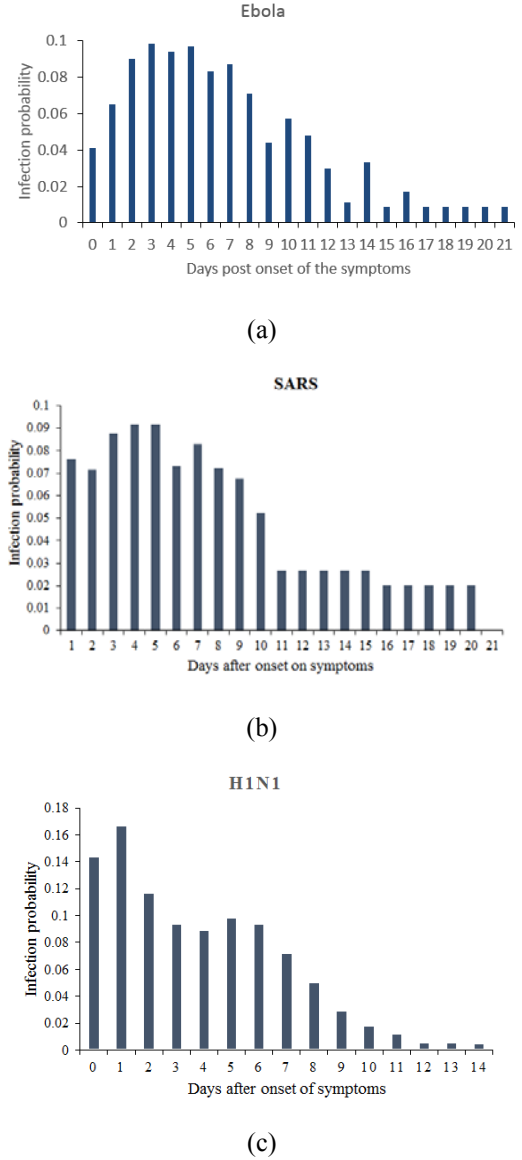 Ebola
Infection probability
0.1
0.08
0.06
0.04
0.02
0
0 1 2 3 4 5 6 7 8 9 10 11 12 13 14 15 16 17 18 19 20 21
Days post onset of the symptoms
(a)
SARS
Infection probability
0.1
0.09
0.08
0.07
0.06
0.05
0.04
0.03
0.02
0.01
0
1 2 3 4 5 6 7 8 9 10 11 12 13 14 15 16 17 18 19 20 21
Days after onset on symptoms
(b)
H1N1
Infection probability
0.18
0.16
0.14
0.12
0.1
0.08
0.06
0.04
0.02
0
0 1 2 3 4 5 6 7 8 9 10 11 12 13 14
Days after onset of symptoms
(c)